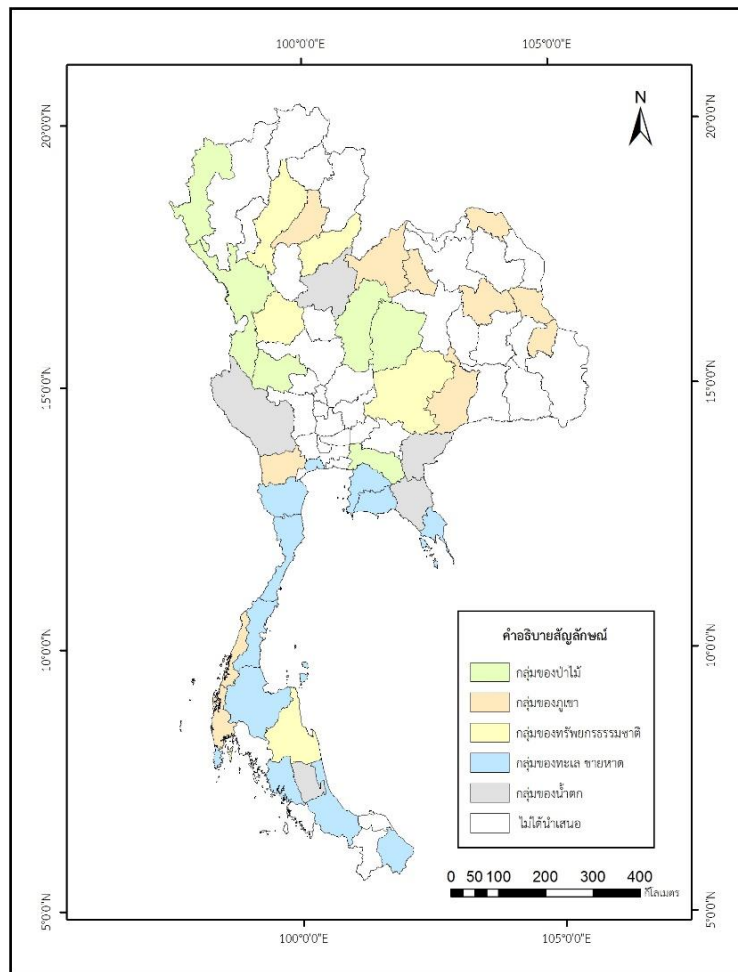 100°0'0"E 105°0'0"E
N
20°0'0"N 20°0'0"N
15°0'0"N 15°0'0"N
10°0'0"N 10°0'0"N
คำอธิบายสัญลักษณ์
กลุ่มของป่าไม้
กลุ่มของภูเขา
กลุ่มของทรัพยกรธรรมชาติ
กลุ่มของทะเล ชายหาด
กลุ่มของน้ำตก
ไม่ได้นำเสนอ
0 50 100 200 300 400
กิโลเมตร
5°0'0"N 5°0'0"N
100°0'0"E 105°0'0"E